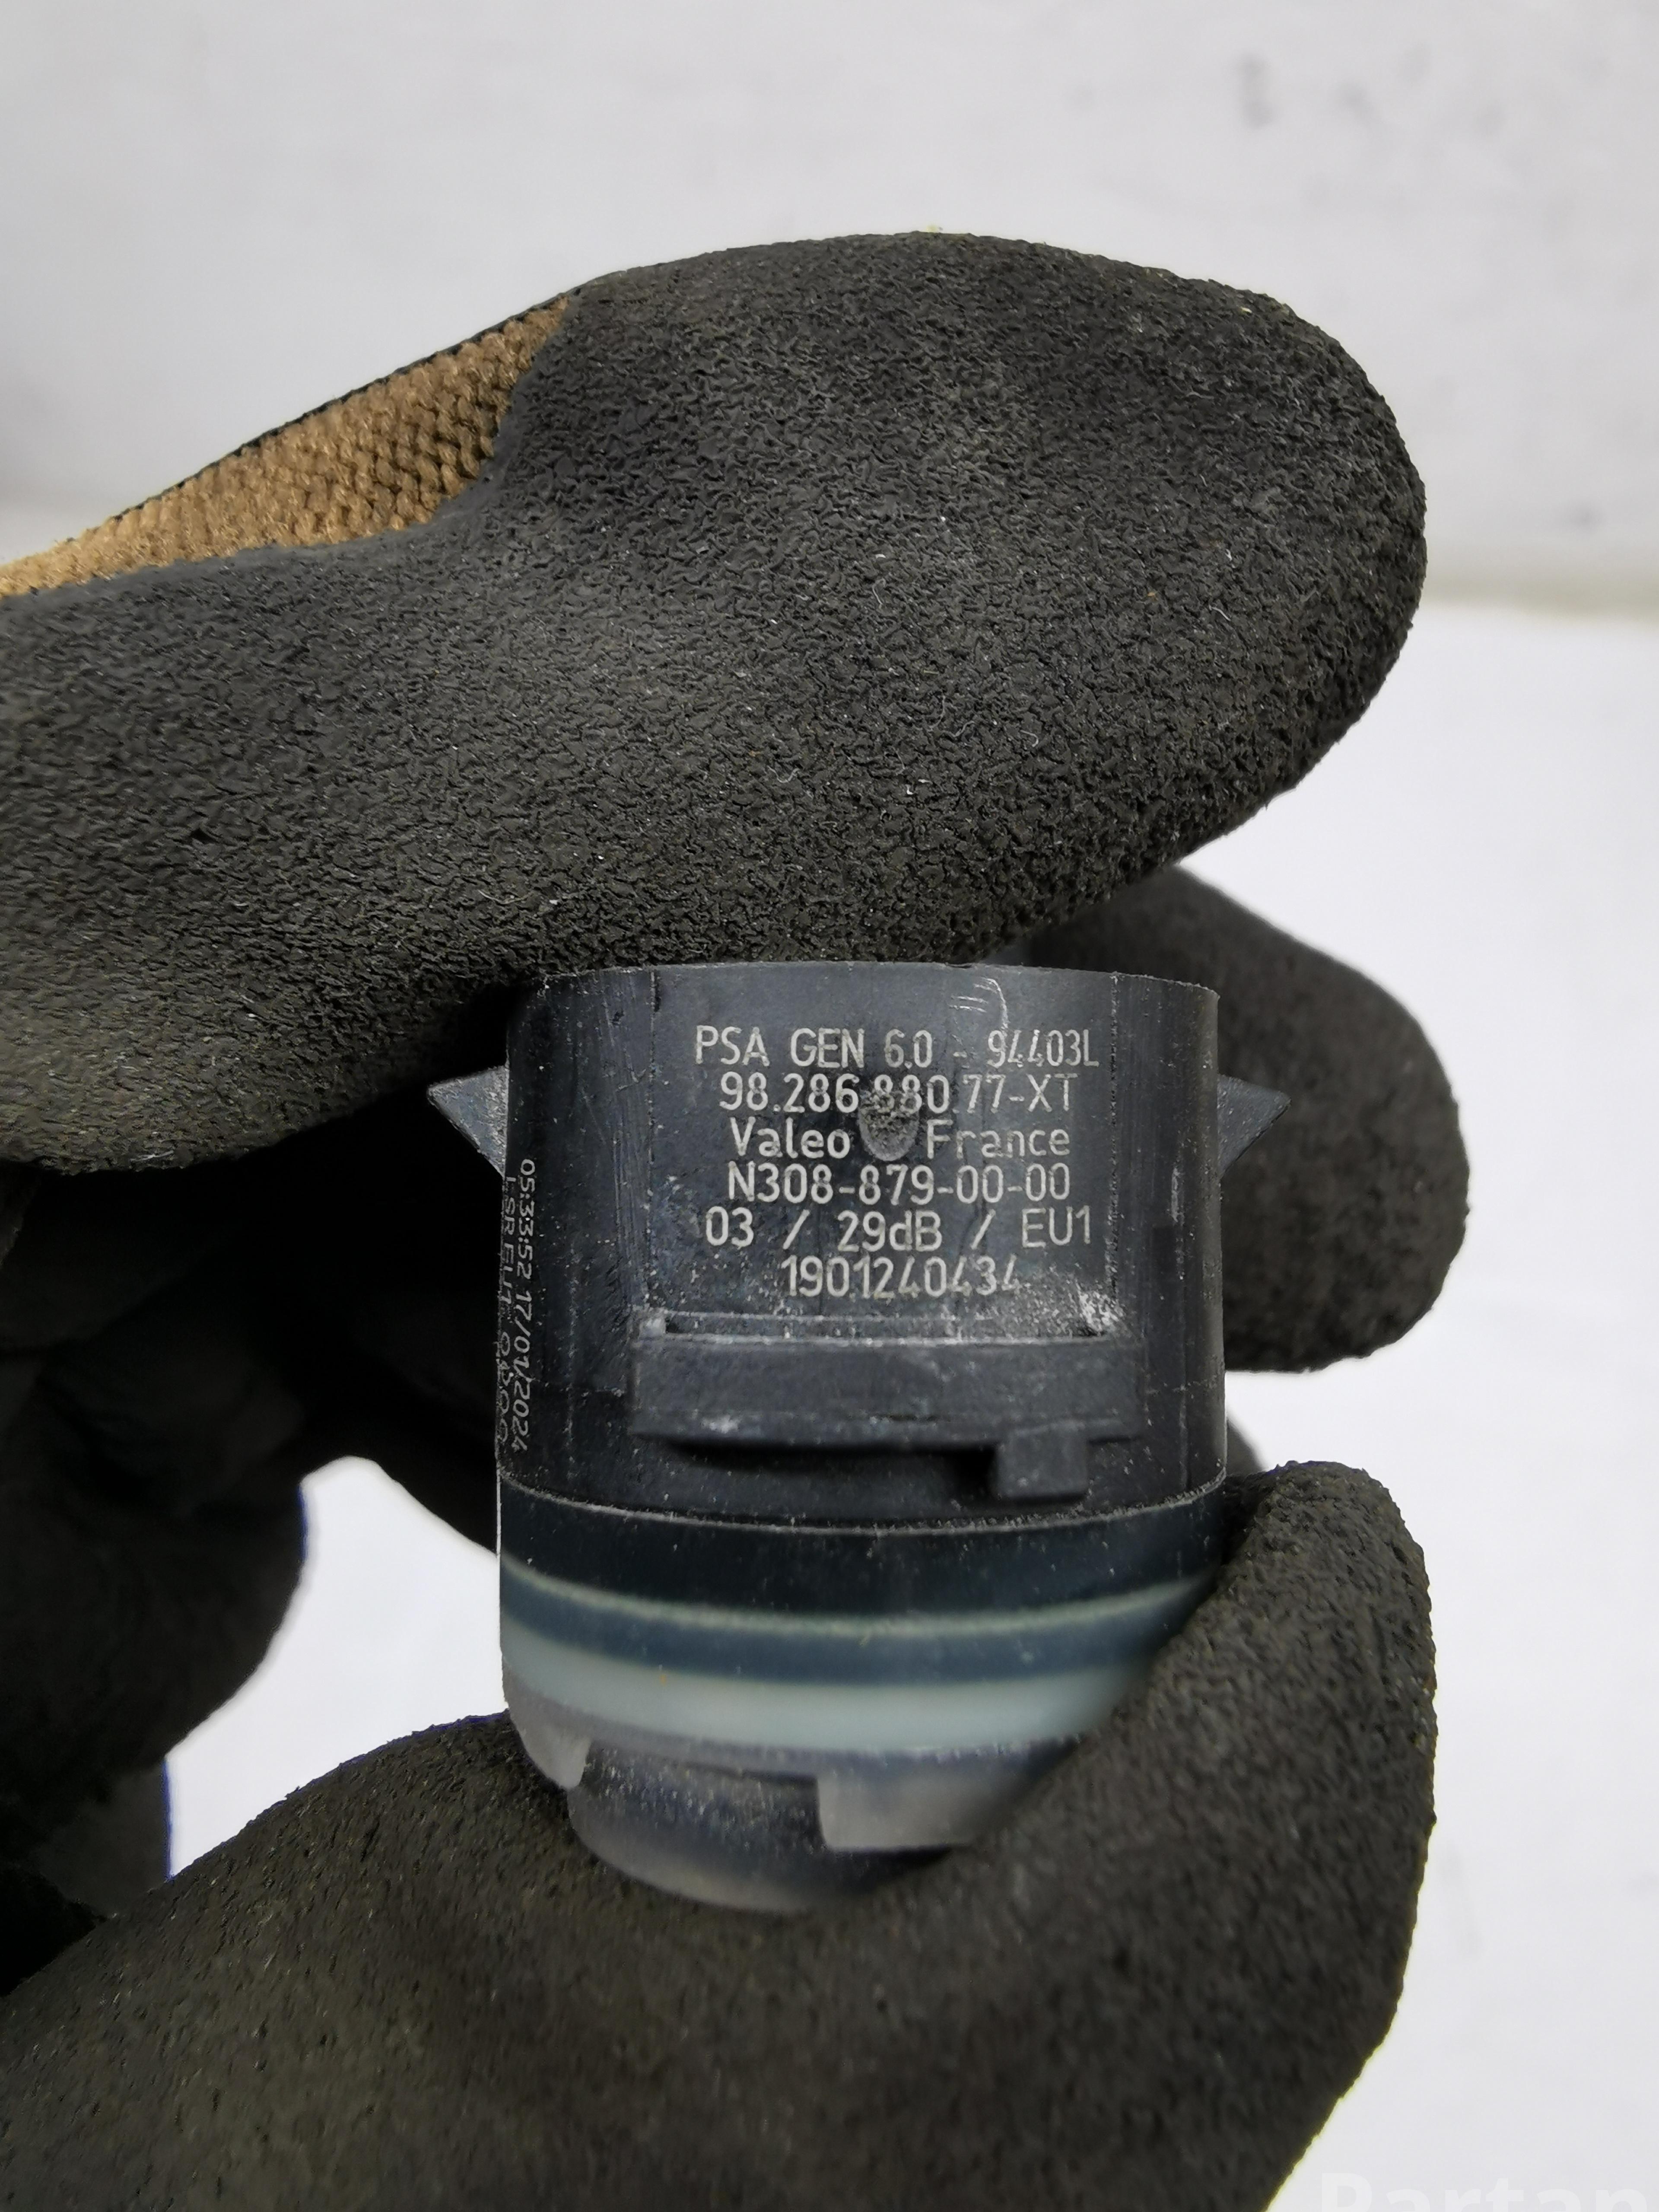 PSA GEN 6.0 - 94403L
98.286 880 77-XT
Valeo France
N308-879-00-00
03 / 29dB / EU1
1901240434
05:33:52 17/01/2024